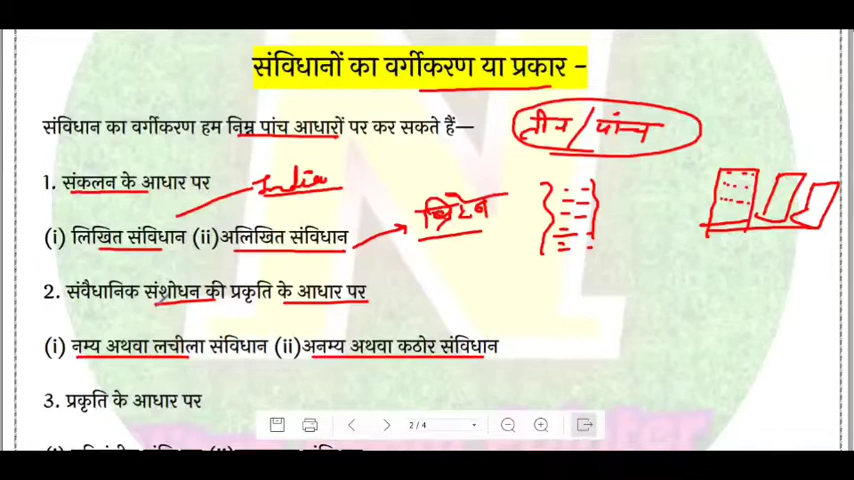 संविधानों का वर्गीकरण या प्रकार -
संविधान का वर्गीकरण हम निम्न पांच आधारों पर कर सकते हैं—
तीन / पांच
1. संकलन के आधार पर
India
(i) लिखित संविधान (ii)अलिखित संविधान
ब्रिटेन
2. संवैधानिक संशोधन की प्रकृति के आधार पर
(i) नम्य अथवा लचीला संविधान (ii)अनम्य अथवा कठोर संविधान
3. प्रकृति के आधार पर
2 / 4